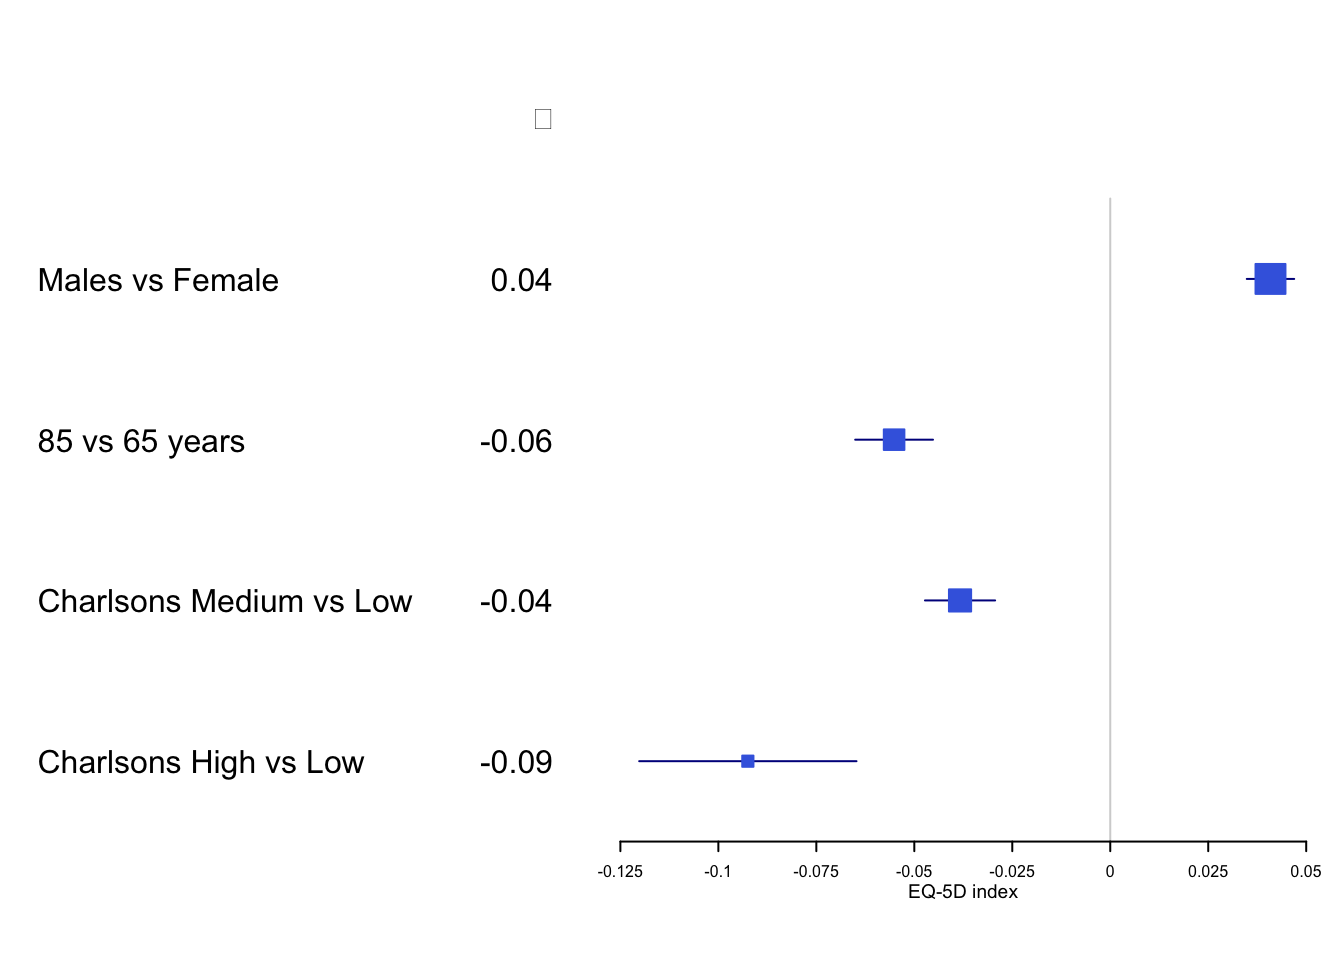 Males vs Female 0.04
85 vs 65 years -0.06
Charlsons Medium vs Low -0.04
Charlsons High vs Low -0.09
-0.125 -0.1 -0.075 -0.05 -0.025 0 0.025 0.05
EQ-5D index